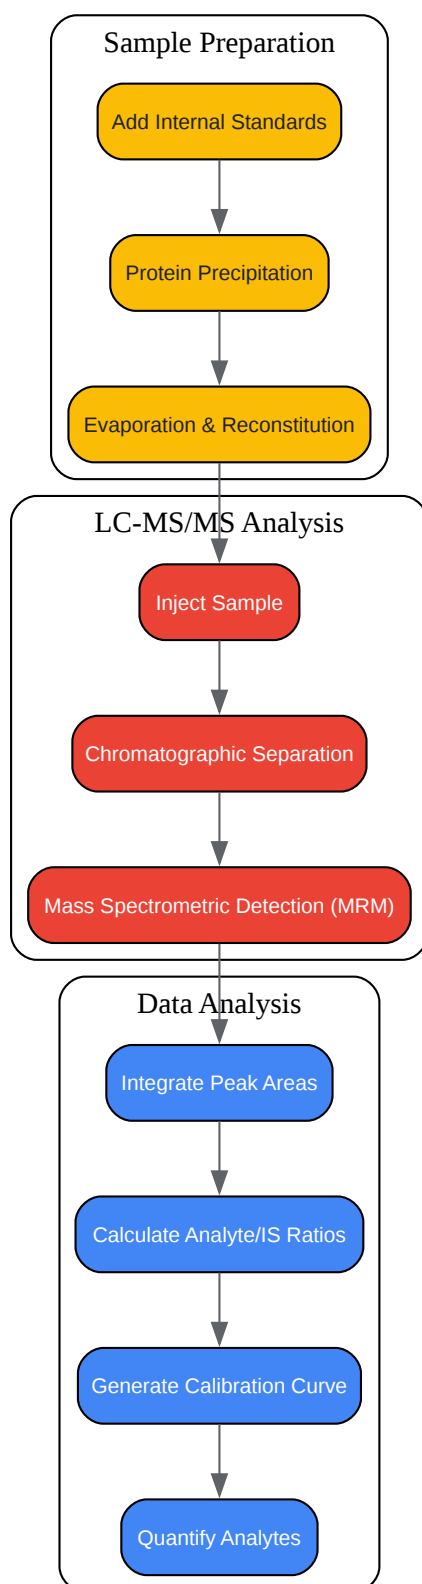 Sample Preparation
Add Internal Standards
Protein Precipitation
Evaporation & Reconstitution
LC-MS/MS Analysis
Inject Sample
Chromatographic Separation
Mass Spectrometric Detection (MRM)
Data Analysis
Integrate Peak Areas
Calculate Analyte/IS Ratios
Generate Calibration Curve
Quantify Analytes